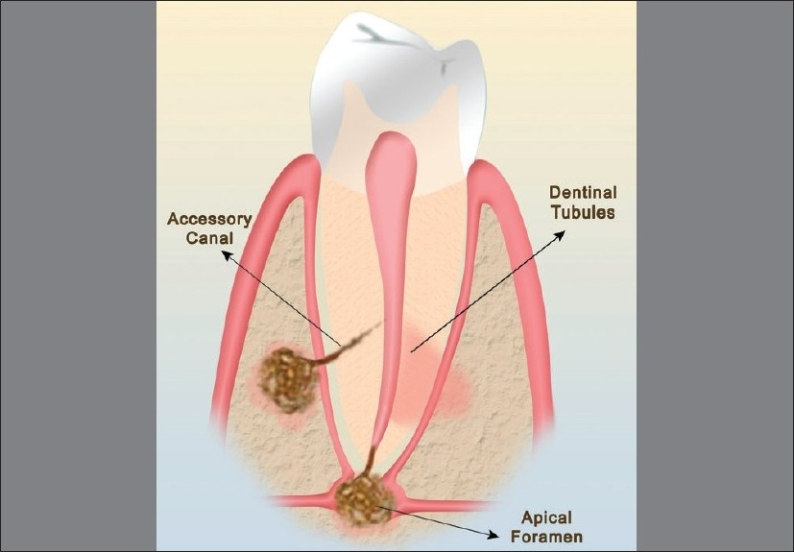 Accessory
Canal
Dentinal
Tubules
Apical
Foramen